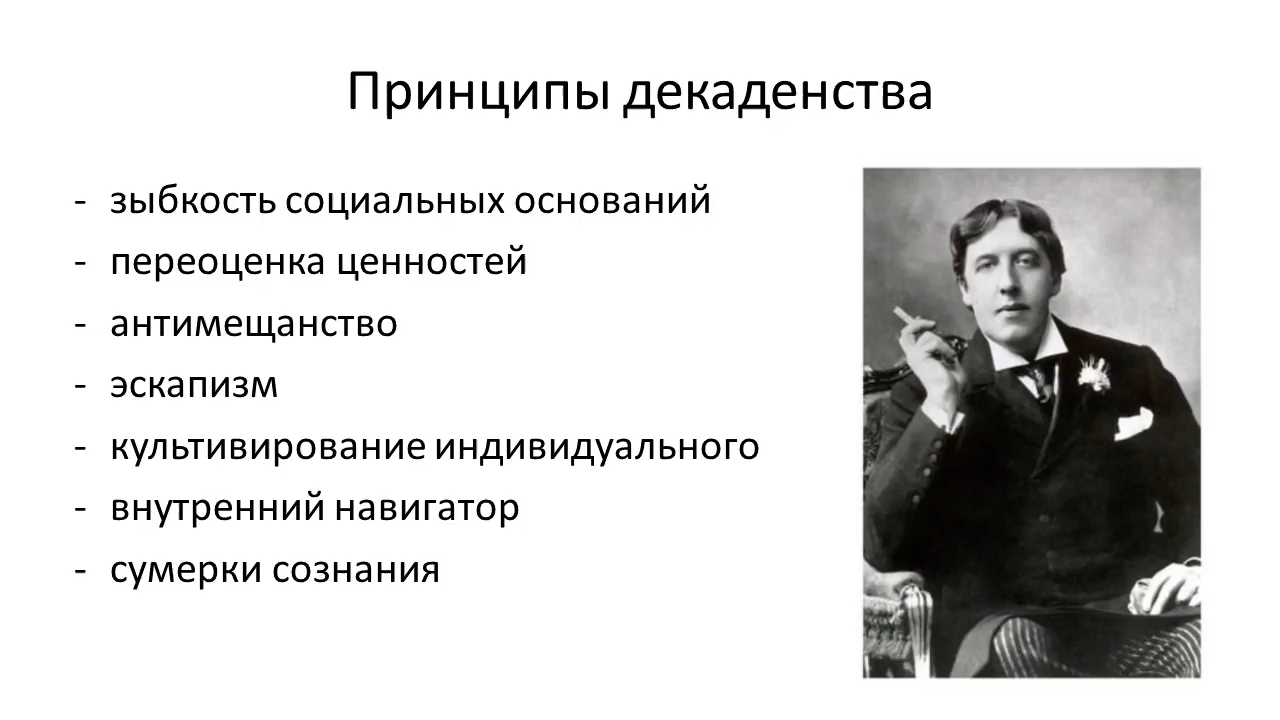 Принципы декаденства
- зыбкость социальных оснований
- переоценка ценностей
- антимещанство
- эскапизм
- культивирование индивидуального
- внутренний навигатор
- сумерки сознания